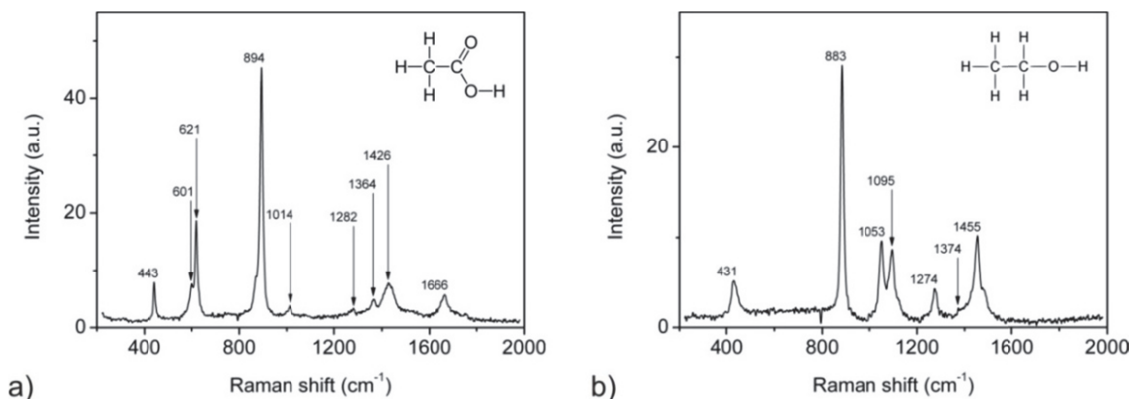 894
621
601
443
1014
1282
1364
1426
1666
40
20
0
Intensity (a.u.)
400 800 1200 1600 2000
Raman shift (cm⁻¹)
H O
H C C
H O H
a)
883
431
1053
1095
1274
1374
1455
20
0
Intensity (a.u.)
400 800 1200 1600 2000
Raman shift (cm⁻¹)
H H
H C C O H
H H
b)